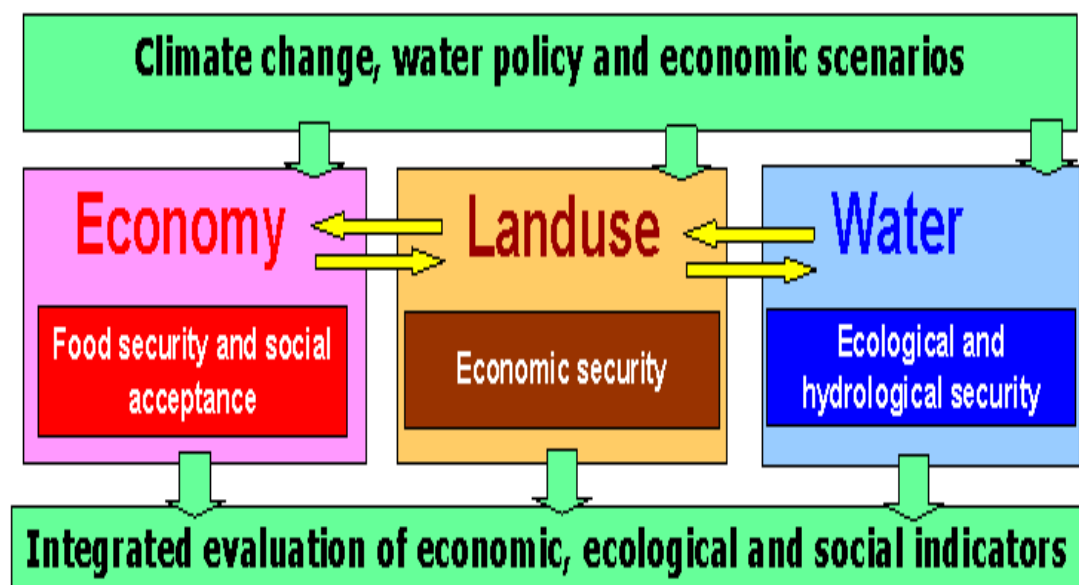 Climate change, water policy and economic scenarios
Economy
Landuse
Water
Food security and social
acceptance
Economic security
Ecological and
hydrological security
Integrated evaluation of economic, ecological and social indicators